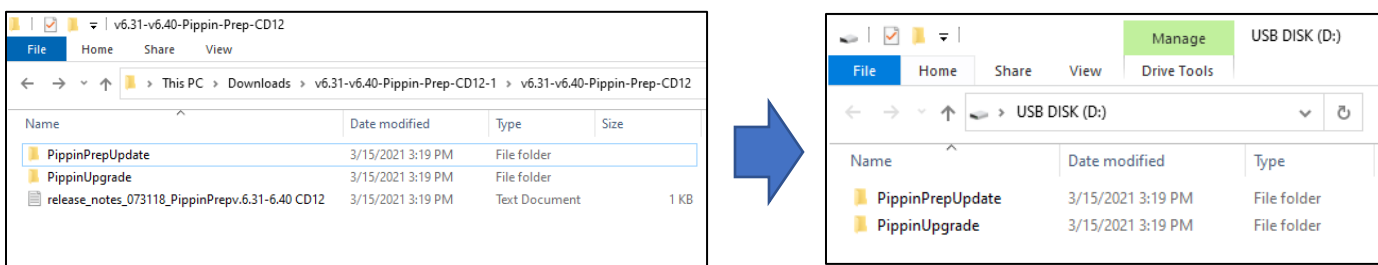 v6.31-v6.40-Pippin-Prep-CD12
File Home Share View
This PC > Downloads > v6.31-v6.40-Pippin-Prep-CD12-1 > v6.31-v6.40-Pippin-Prep-CD12
Name Date modified Type Size
PippinPrepUpdate 3/15/2021 3:19 PM File folder
PippinUpgrade 3/15/2021 3:19 PM File folder
release_notes_073118_PippinPrepv.6.31-6.40 CD12 3/15/2021 3:19 PM Text Document 1 KB
Manage USB DISK (D:)
File Home Share View Drive Tools
USB DISK (D:)
Name Date modified Type
PippinPrepUpdate 3/15/2021 3:19 PM File folder
PippinUpgrade 3/15/2021 3:19 PM File folder